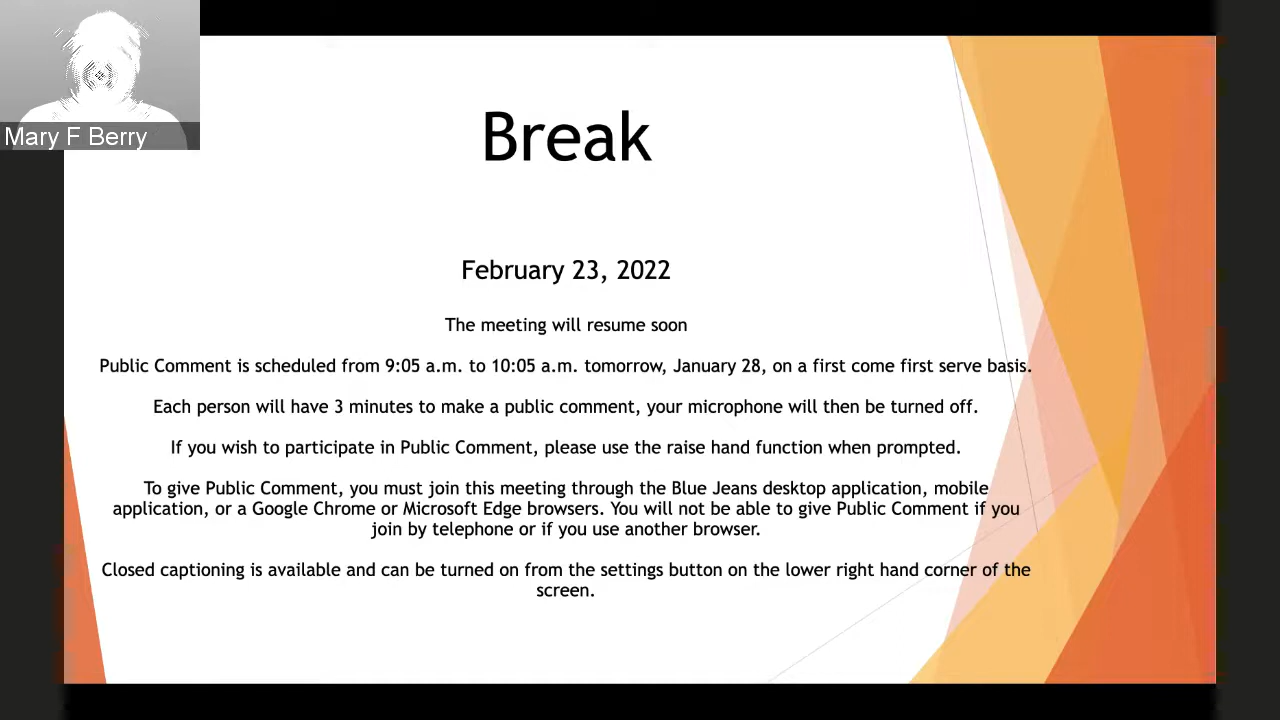 Mary F Berry
Break
February 23, 2022
The meeting will resume soon
Public Comment is scheduled from 9:05 a.m. to 10:05 a.m. tomorrow, January 28, on a first come first serve basis.
Each person will have 3 minutes to make a public comment, your microphone will then be turned off.
If you wish to participate in Public Comment, please use the raise hand function when prompted.
To give Public Comment, you must join this meeting through the Blue Jeans desktop application, mobile
application, or a Google Chrome or Microsoft Edge browsers. You will not be able to give Public Comment if you
join by telephone or if you use another browser.
Closed captioning is available and can be turned on from the settings button on the lower right hand corner of the
screen.